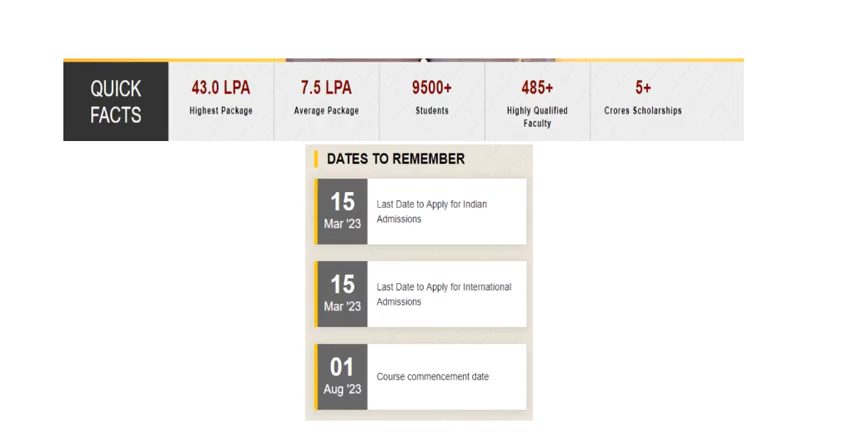 QUICK
FACTS
43.0 LPA
Highest Package
7.5 LPA
Average Package
9500+
Students
485+
Highly Qualified
Faculty
5+
Crores Scholarships
DATES TO REMEMBER
15
Mar '23
Last Date to Apply for Indian
Admissions
15
Mar '23
Last Date to Apply for International
Admissions
01
Aug '23
Course commencement date